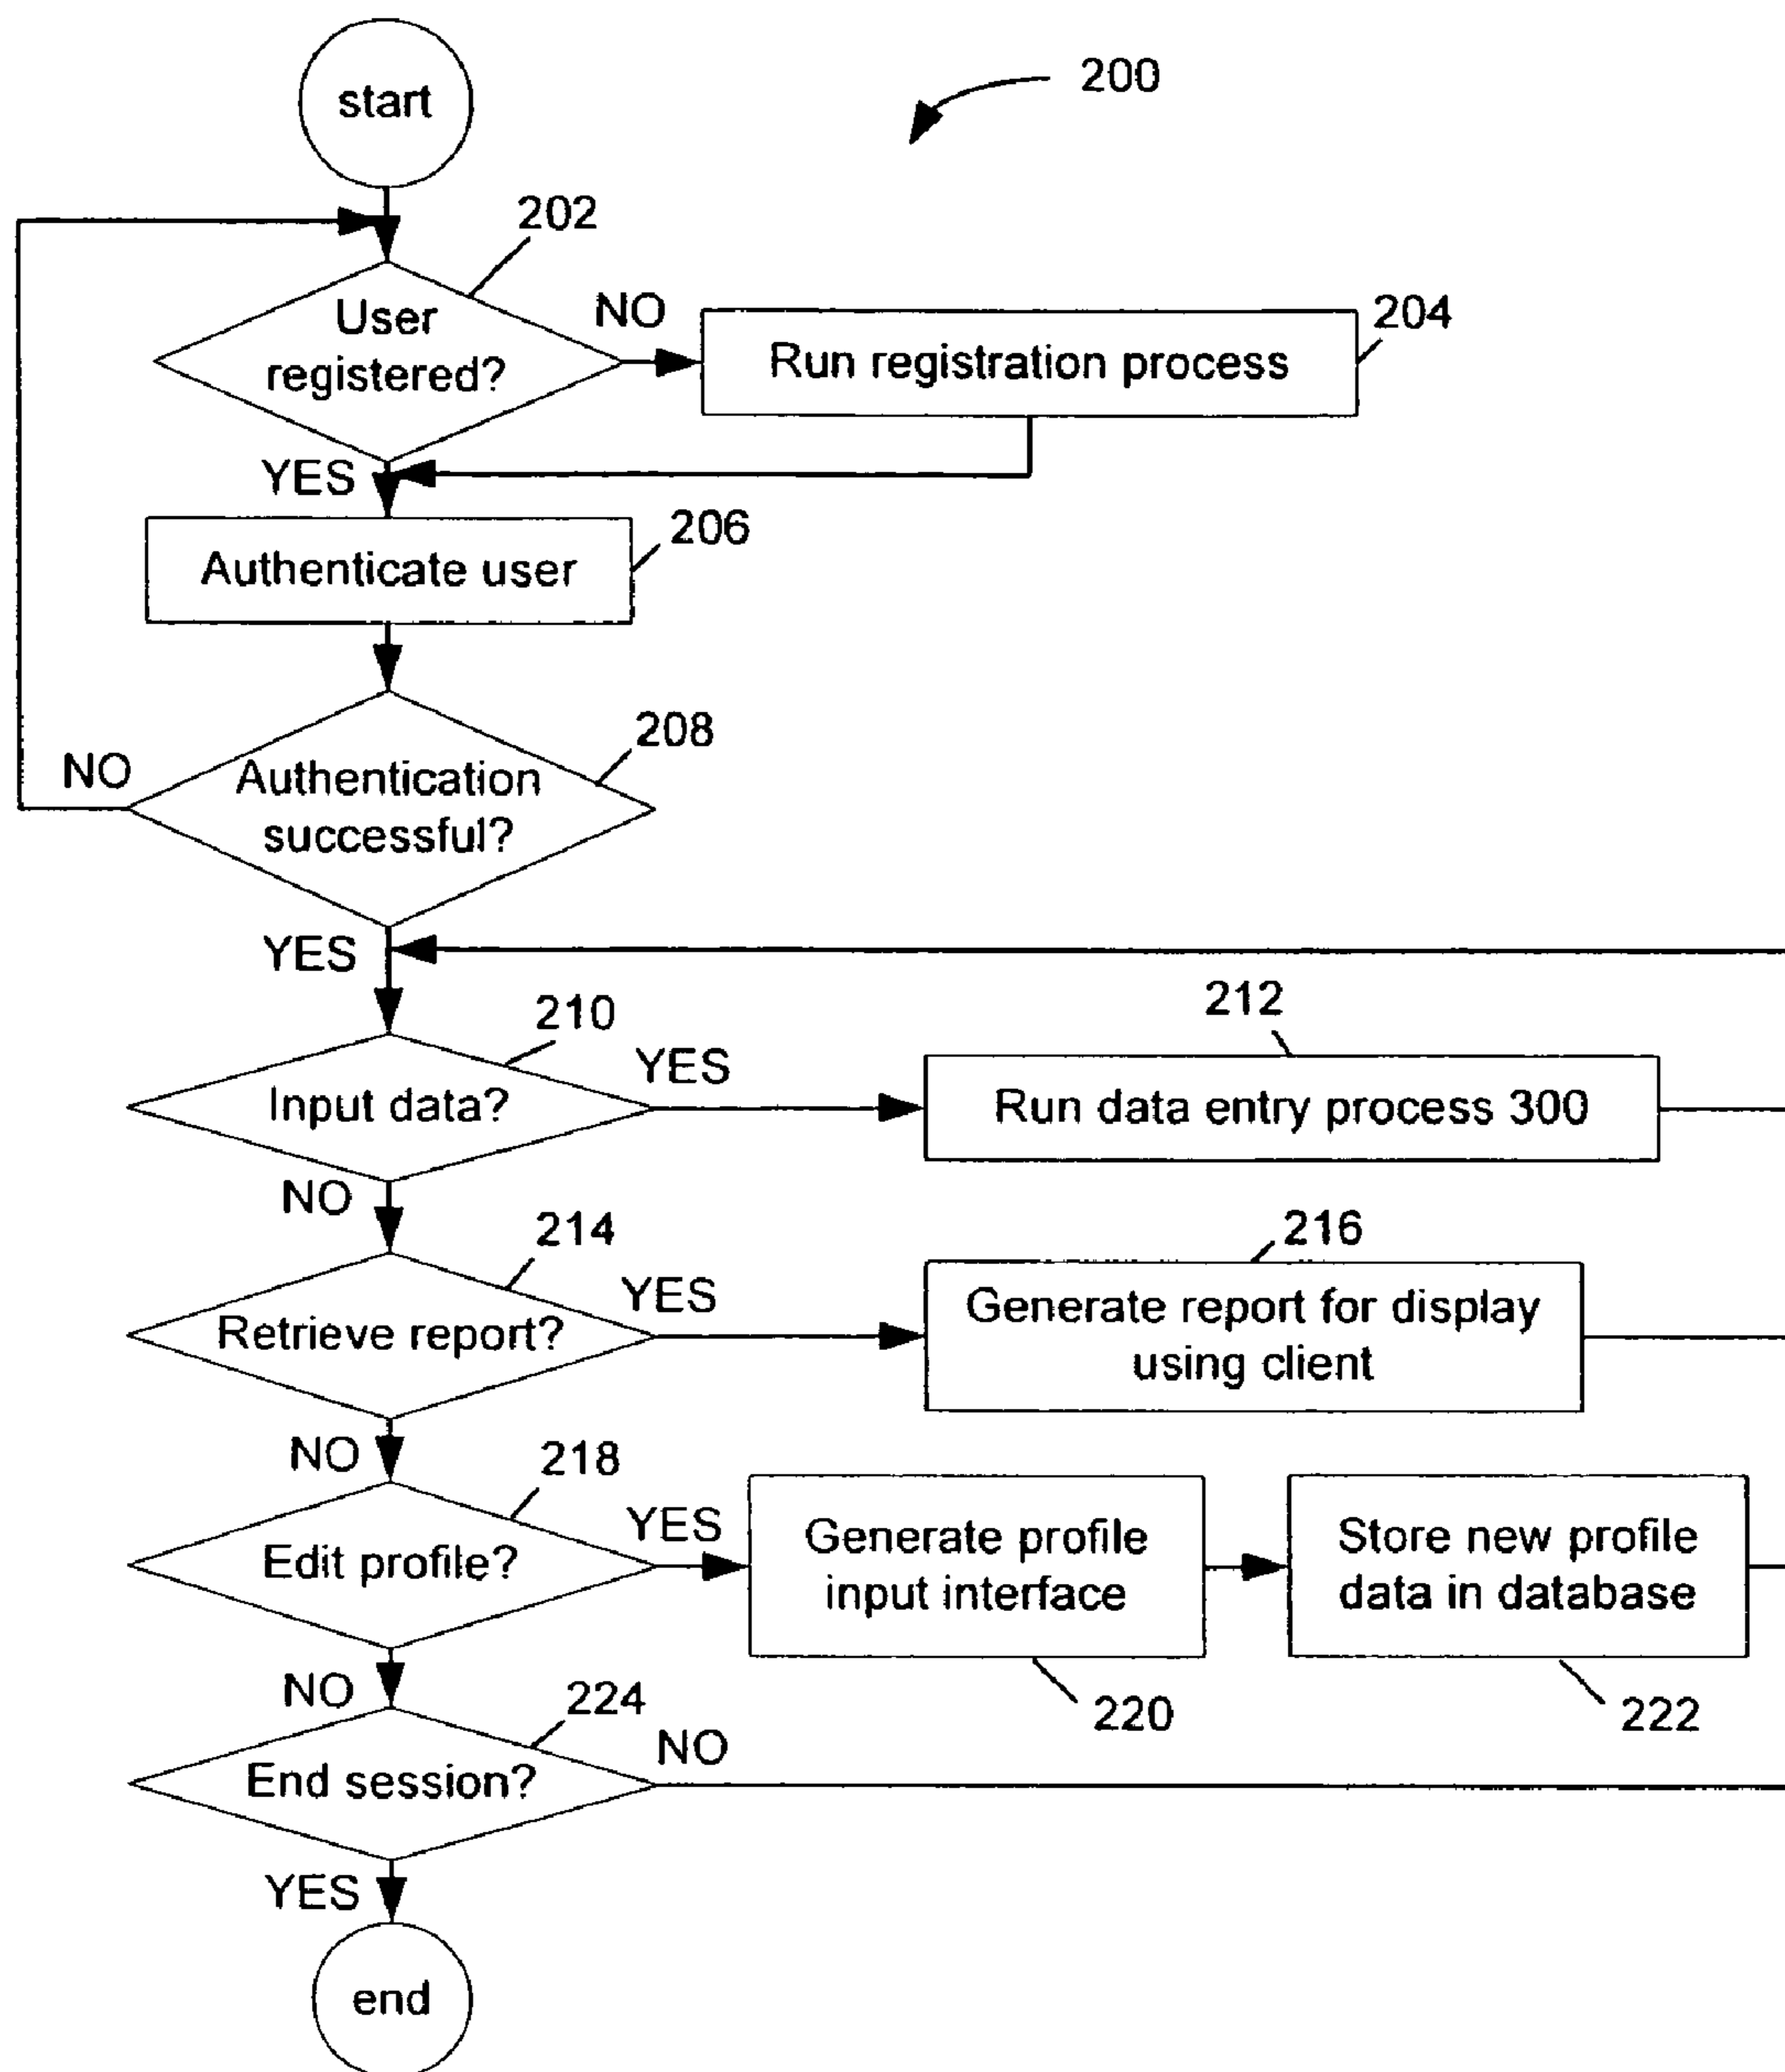 start
200
202
User
registered?
NO
Run registration process
204
YES
Authenticate user
206
208
NO
Authentication
successful?
YES
210
Input data?
YES
212
Run data entry process 300
NO
214
Retrieve report?
YES
216
Generate report for display
using client
NO
218
Edit profile?
YES
Generate profile
input interface
220
Store new profile
data in database
222
NO
224
End session?
NO
YES
end